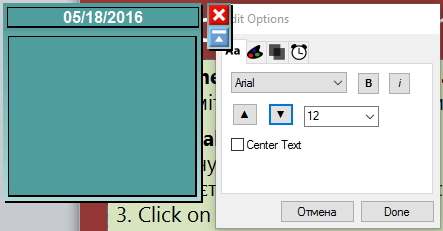 05/18/2016
dit Options
Aa
Arial
B
i
12
Center Text
Отмена
Done
3. Click on